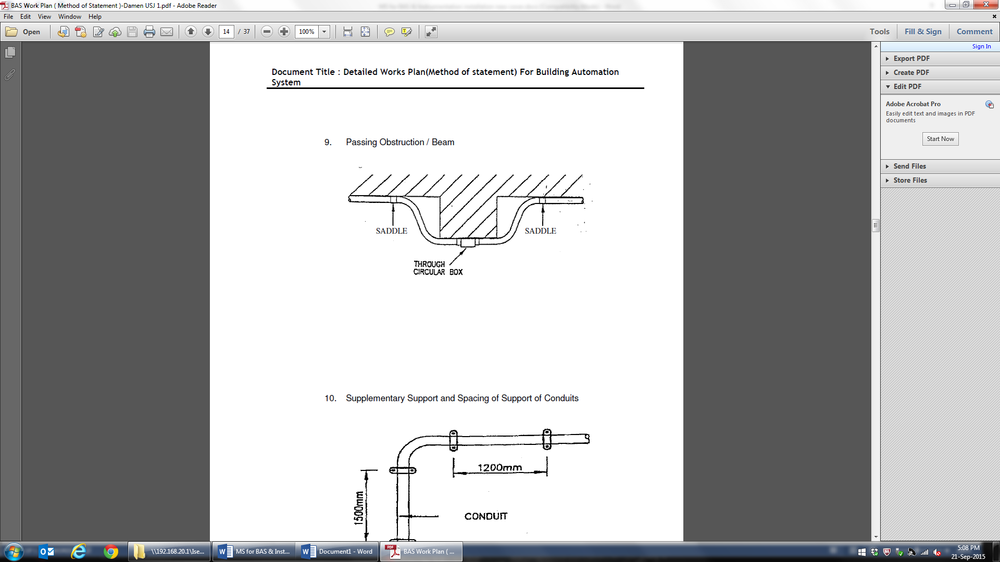 BAS Work Plan ( Method of Statement )-Damen USJ 1.pdf - Adobe Reader
File Edit View Window Help
Open 14 / 37 100% Tools Fill & Sign Comment
Sign In
Export PDF
Create PDF
Edit PDF
Adobe Acrobat Pro
Easily edit text and images in PDF
documents
Start Now
Send Files
Store Files
Document Title : Detailed Works Plan(Method of statement) For Building Automation
System
9. Passing Obstruction / Beam
SADDLE SADDLE
THROUGH
CIRCULAR BOX
10. Supplementary Support and Spacing of Support of Conduits
1200mm
1500mm
CONDUIT
\\192.168.20.1\Ise... MS for BAS & Inst... Document1 - Word PDF BAS Work Plan ( ...
5:08 PM
21-Sep-2015